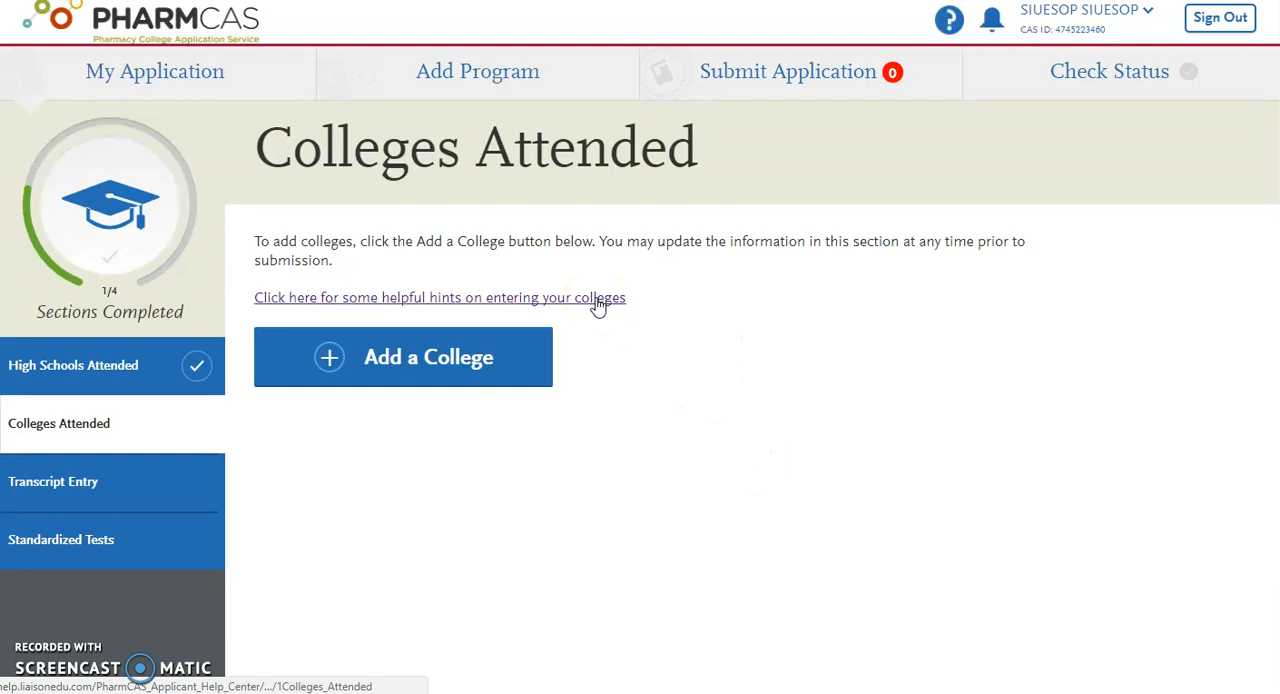 PHARMCAS
Pharmacy College Application Service
SIUESOP SIUESOP
CAS ID: 4745223460
Sign Out
My Application
Add Program
Submit Application 0
Check Status
Colleges Attended
1/4
Sections Completed
To add colleges, click the Add a College button below. You may update the information in this section at any time prior to
submission.
Click here for some helpful hints on entering your colleges
Add a College
High Schools Attended
Colleges Attended
Transcript Entry
Standardized Tests
RECORDED WITH
SCREENCAST MATIC
help.liaisonedu.com/PharmCAS_Applicant_Help_Center/.../1Colleges_Attended